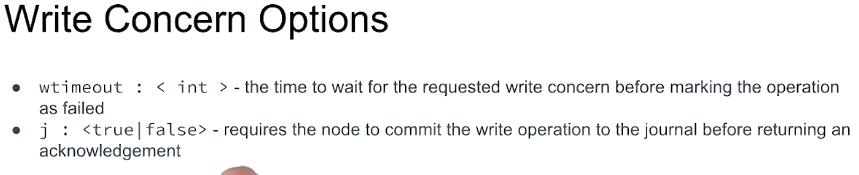 Write Concern Options
● wtimeout : < int > - the time to wait for the requested write concern before marking the operation
as failed
● j : <true|false> - requires the node to commit the write operation to the journal before returning an
acknowledgement